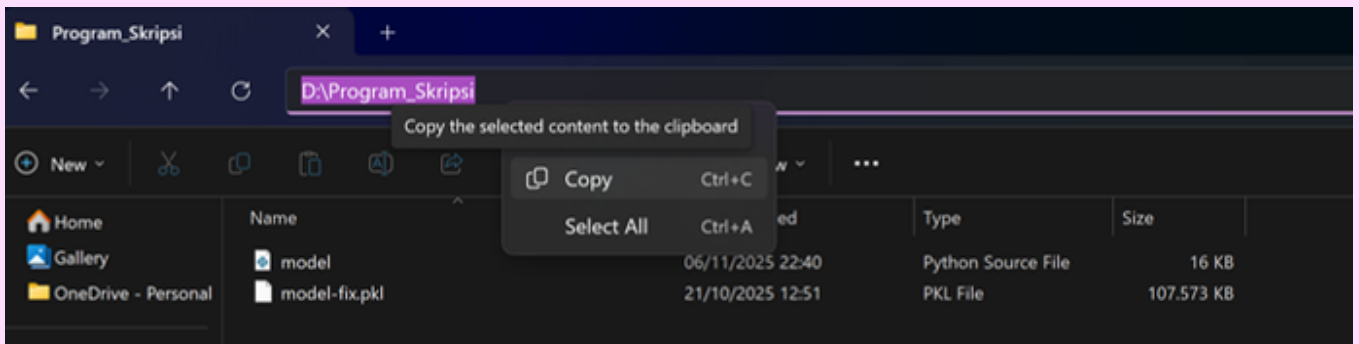 Program_Skripsi
D:\Program_Skripsi
Copy the selected content to the clipboard
New
Copy Ctrl+C
Select All Ctrl+A
Home
Gallery
OneDrive - Personal
Name Type Size
model 06/11/2025 22:40 Python Source File 16 KB
model-fix.pkl 21/10/2025 12:51 PKL File 107.573 KB